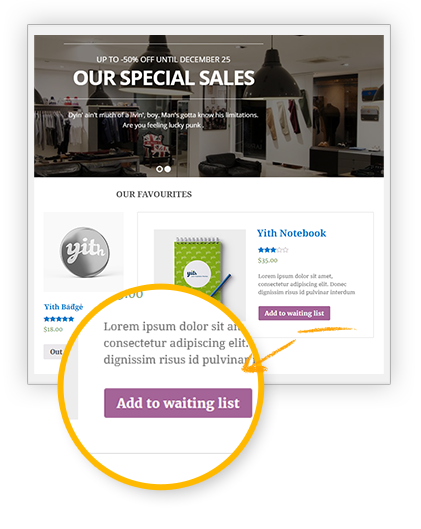 UP TO -50% OFF UNTIL DECEMBER 25
OUR SPECIAL SALES
Dyin' ain't much of a livin', boy. Man's gotta know his limitations.
Are you feeling lucky punk .
OUR FAVOURITES
yith
Yith Badge
$18.00
Out
yith
Yith Notebook
$35.00
Lorem ipsum dolor sit amet,
consectetur adipiscing elit. Donec
dignissim risus id pulvinar interdum
Add to waiting list
.00
Lorem ipsum dolor sit am
consectetur adipiscing elit.
dignissim risus id pulvinar
Add to waiting list